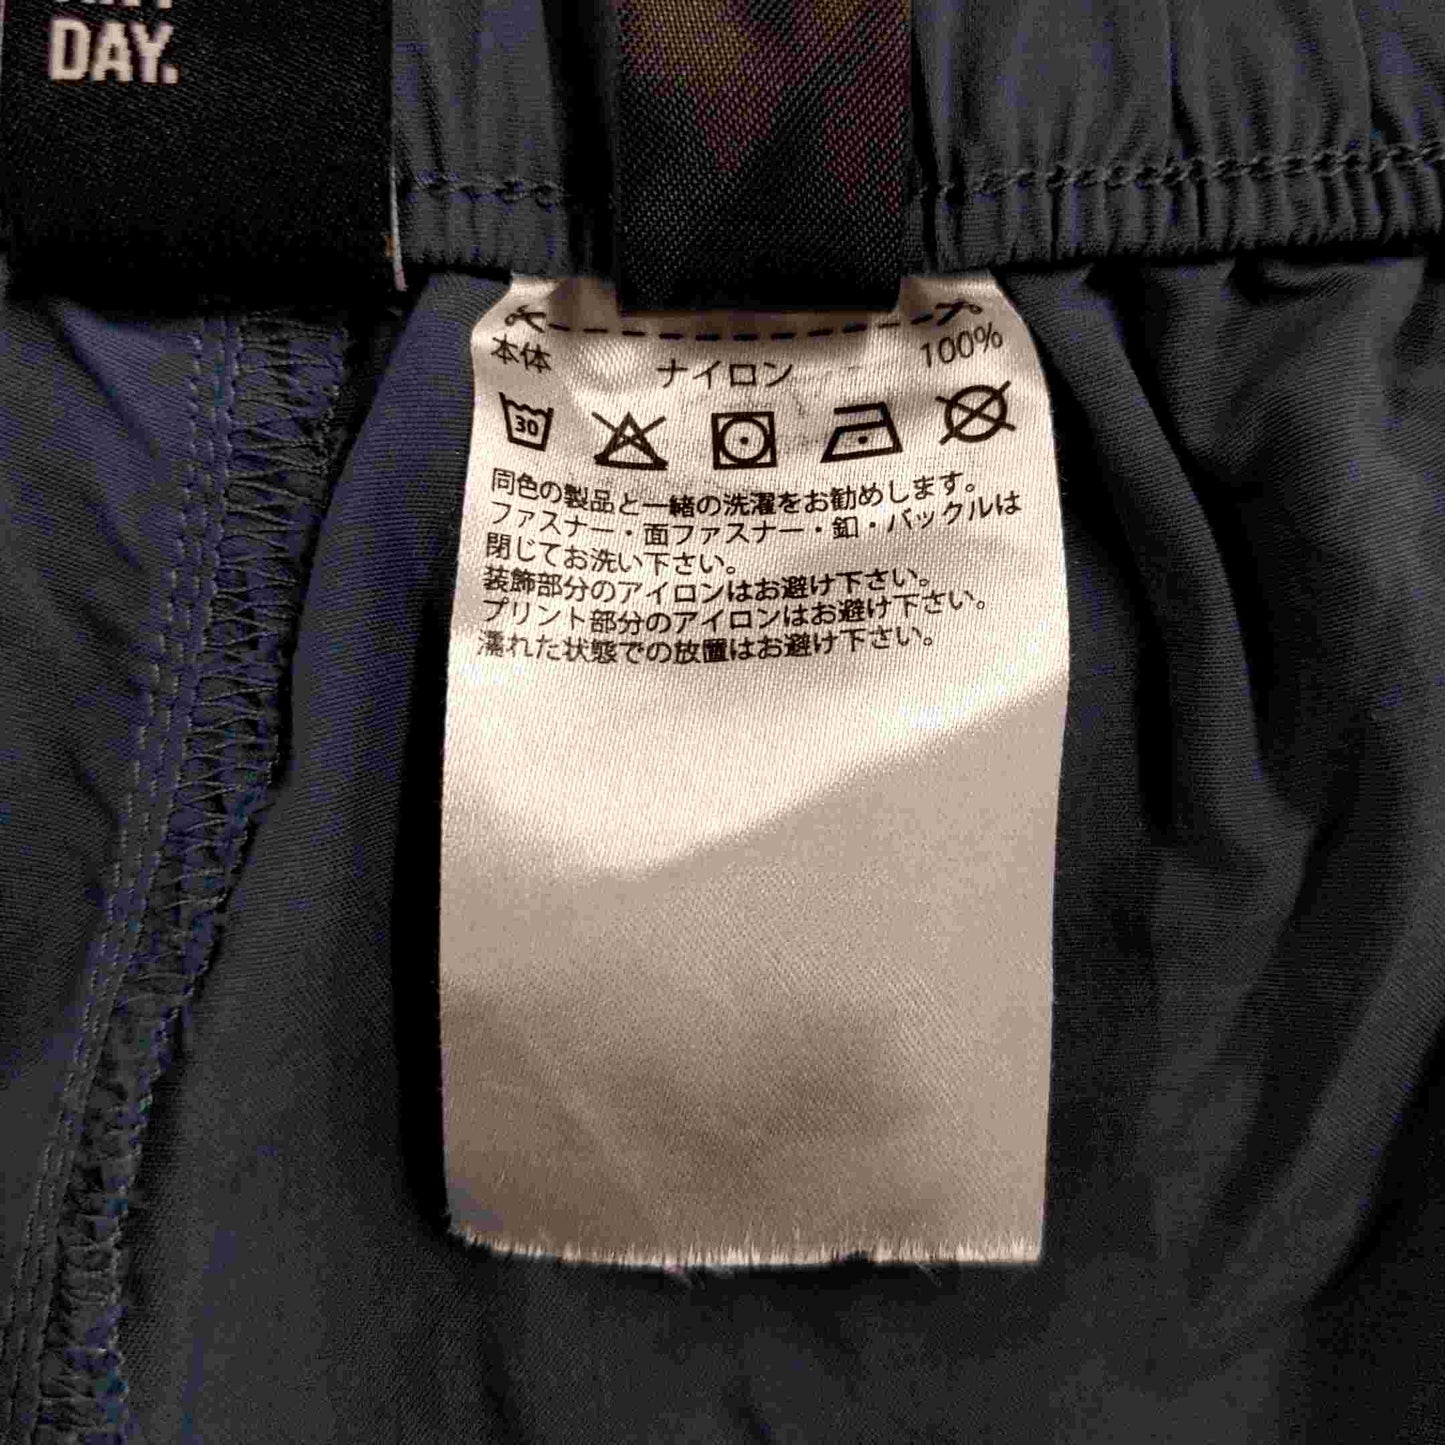 DAY.
本体 ナイロン 100%
30
同色の製品と一緒の洗濯をお勧めします。
ファスナー・面ファスナー・釦・バックルは
閉じてお洗い下さい。
装飾部分のアイロンはお避け下さい。
プリント部分のアイロンはお避け下さい。
濡れた状態での放置はお避け下さい。